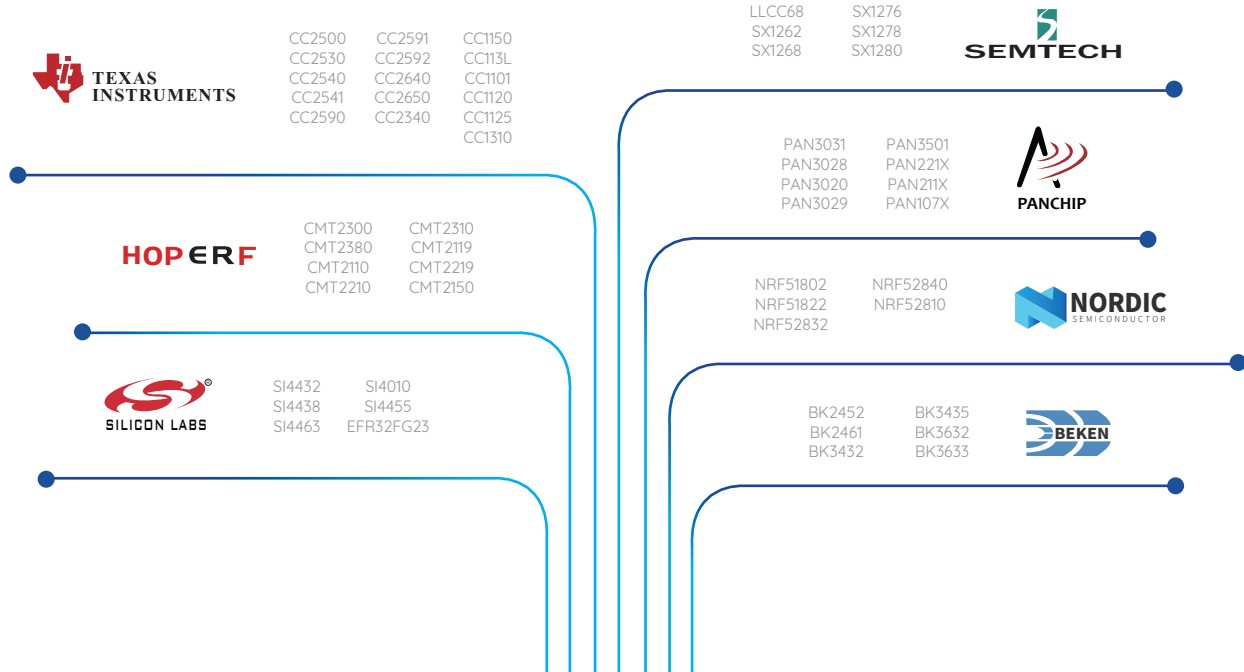 TEXAS
INSTRUMENTS
CC2500 CC2591 CC1150
CC2530 CC2592 CC113L
CC2540 CC2640 CC1101
CC2541 CC2650 CC1120
CC2590 CC2340 CC1125
CC1310
HOPERF
CMT2300 CMT2310
CMT2380 CMT2119
CMT2110 CMT2219
CMT2210 CMT2150
SILICON LABS
SI4432 SI4010
SI4438 SI4455
SI4463 EFR32FG23
LLCC68 SX1276
SX1262 SX1278
SX1268 SX1280
SEMTECH
PAN3031 PAN3501
PAN3028 PAN221X
PAN3020 PAN211X
PAN3029 PAN107X
PANCHIP
NRF51802 NRF52840
NRF51822 NRF52810
NRF52832
NORDIC
SEMICONDUCTOR
BK2452 BK3435
BK2461 BK3632
BK3432 BK3633
BEKEN